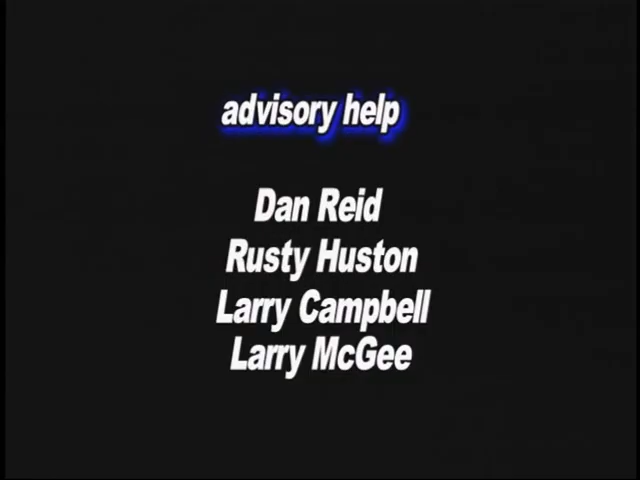 advisory help
Dan Reid
Rusty Huston
Larry Campbell
Larry McGee